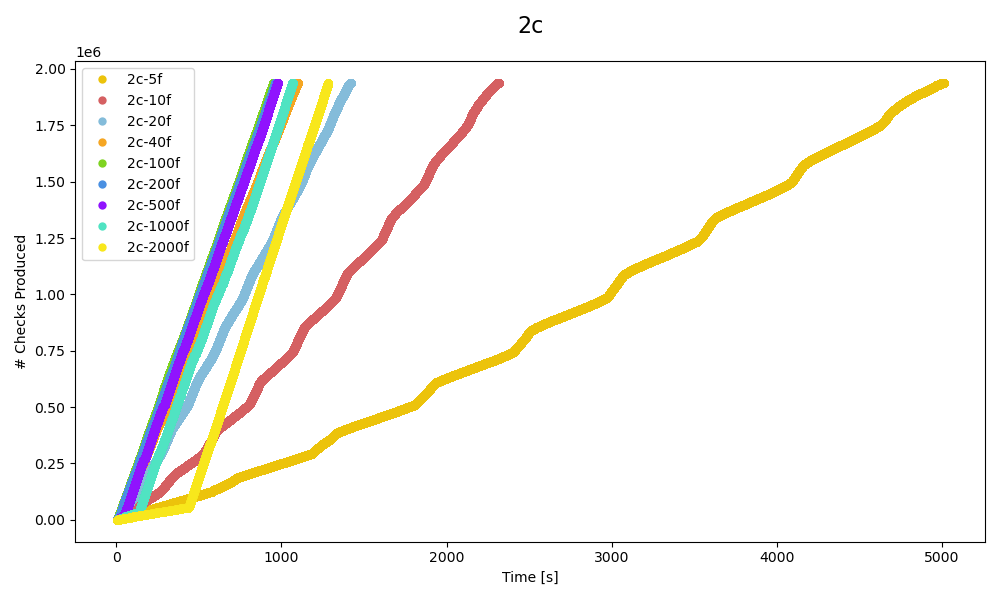 2c
1e6
2.00
1.75
1.50
1.25
1.00
0.75
0.50
0.25
0.00
# Checks Produced
2c-5f
2c-10f
2c-20f
2c-40f
2c-100f
2c-200f
2c-500f
2c-1000f
2c-2000f
0
1000
2000
3000
4000
5000
Time [s]